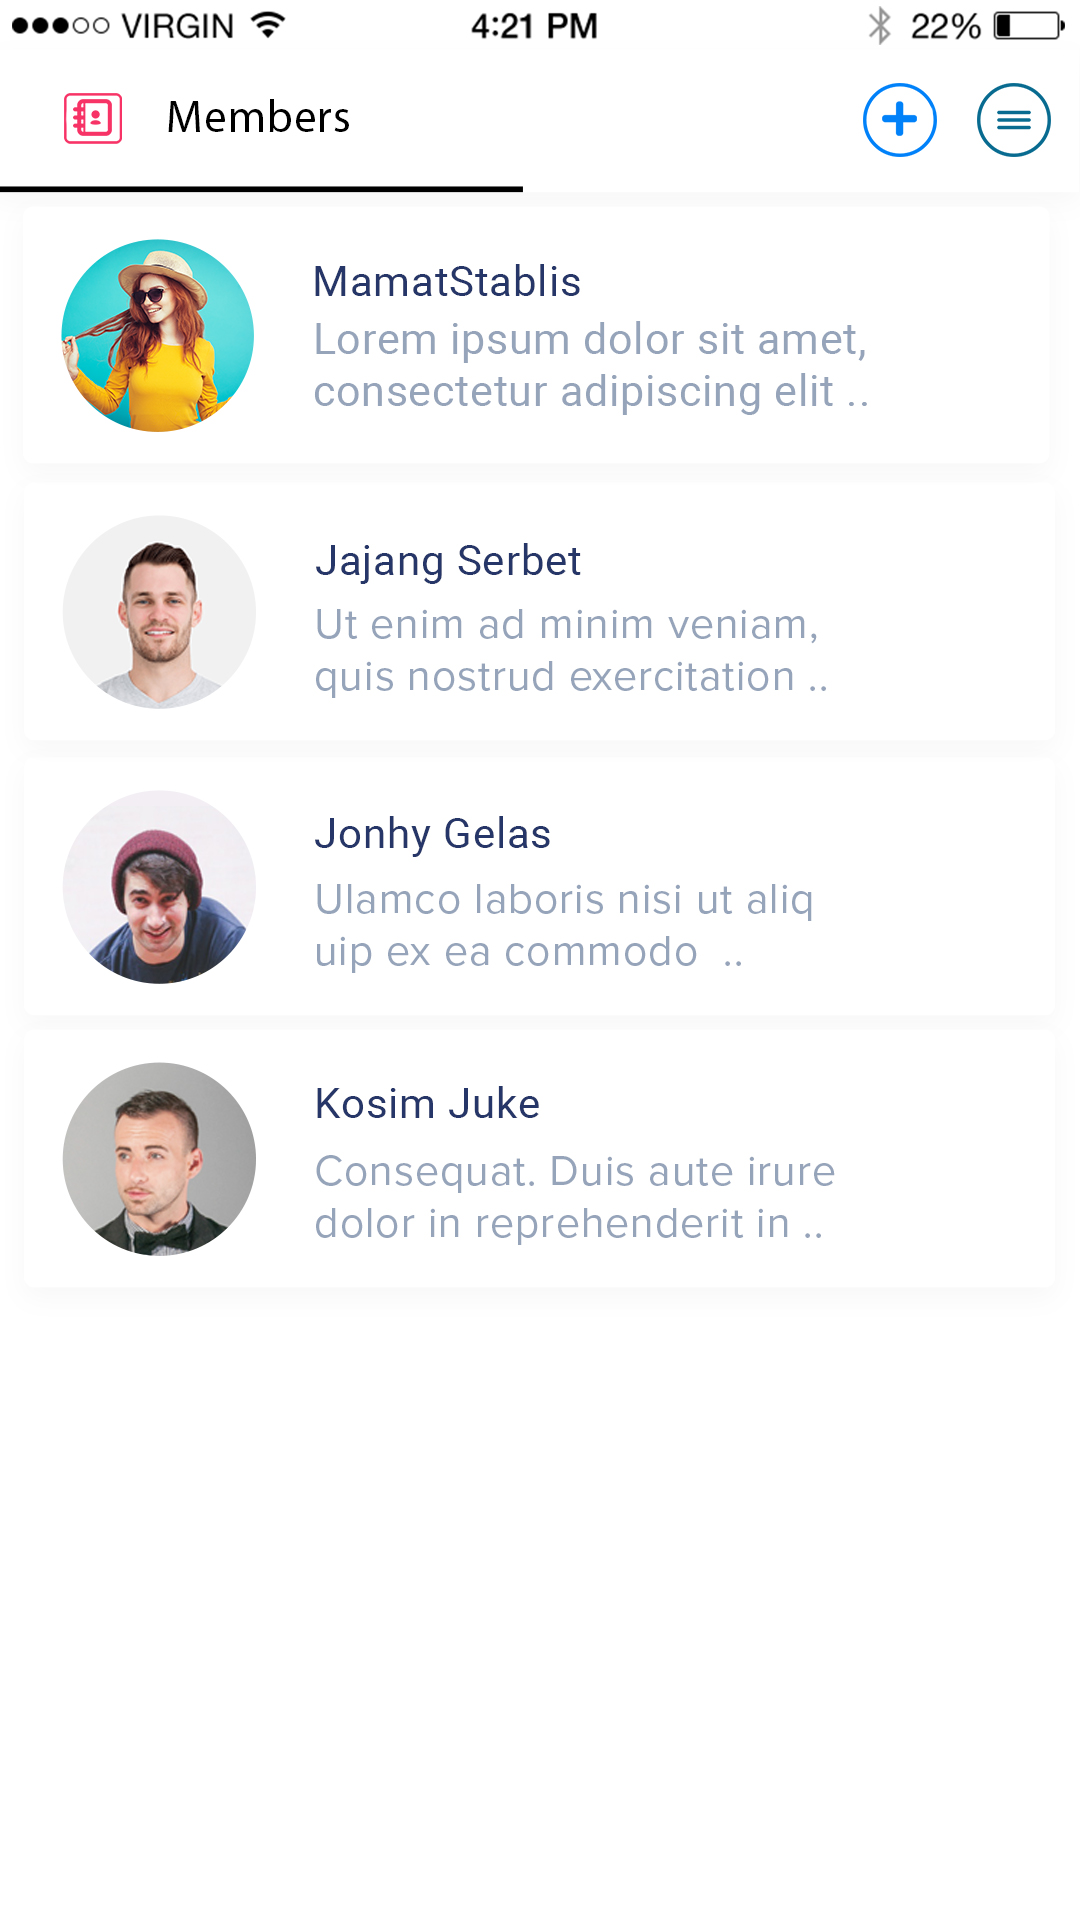 VIRGIN 4:21 PM 22%
Members
MamatStablis
Lorem ipsum dolor sit amet,
consectetur adipiscing elit ..
Jajang Serbet
Ut enim ad minim veniam,
quis nostrud exercitation ..
Jonhy Gelas
Ulamco laboris nisi ut aliq
uip ex ea commodo  ..
Kosim Juke
Consequat. Duis aute irure
dolor in reprehenderit in ..